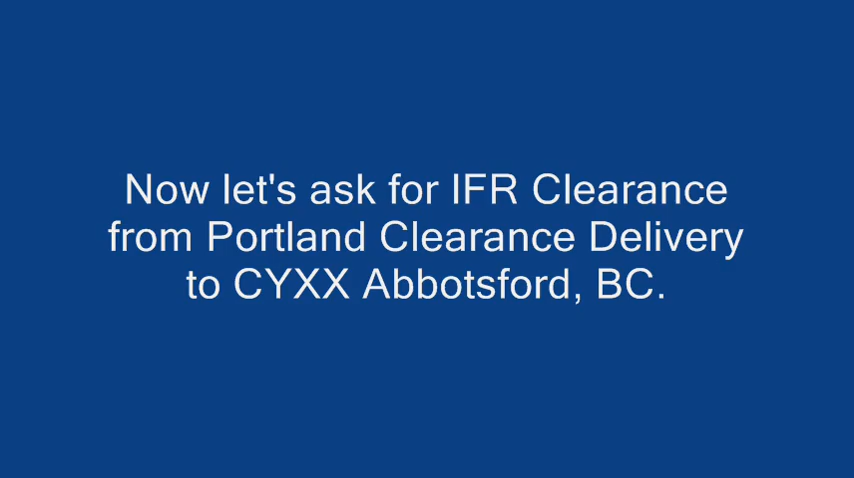 Now let's ask for IFR Clearance
from Portland Clearance Delivery
to CYXX Abbotsford, BC.